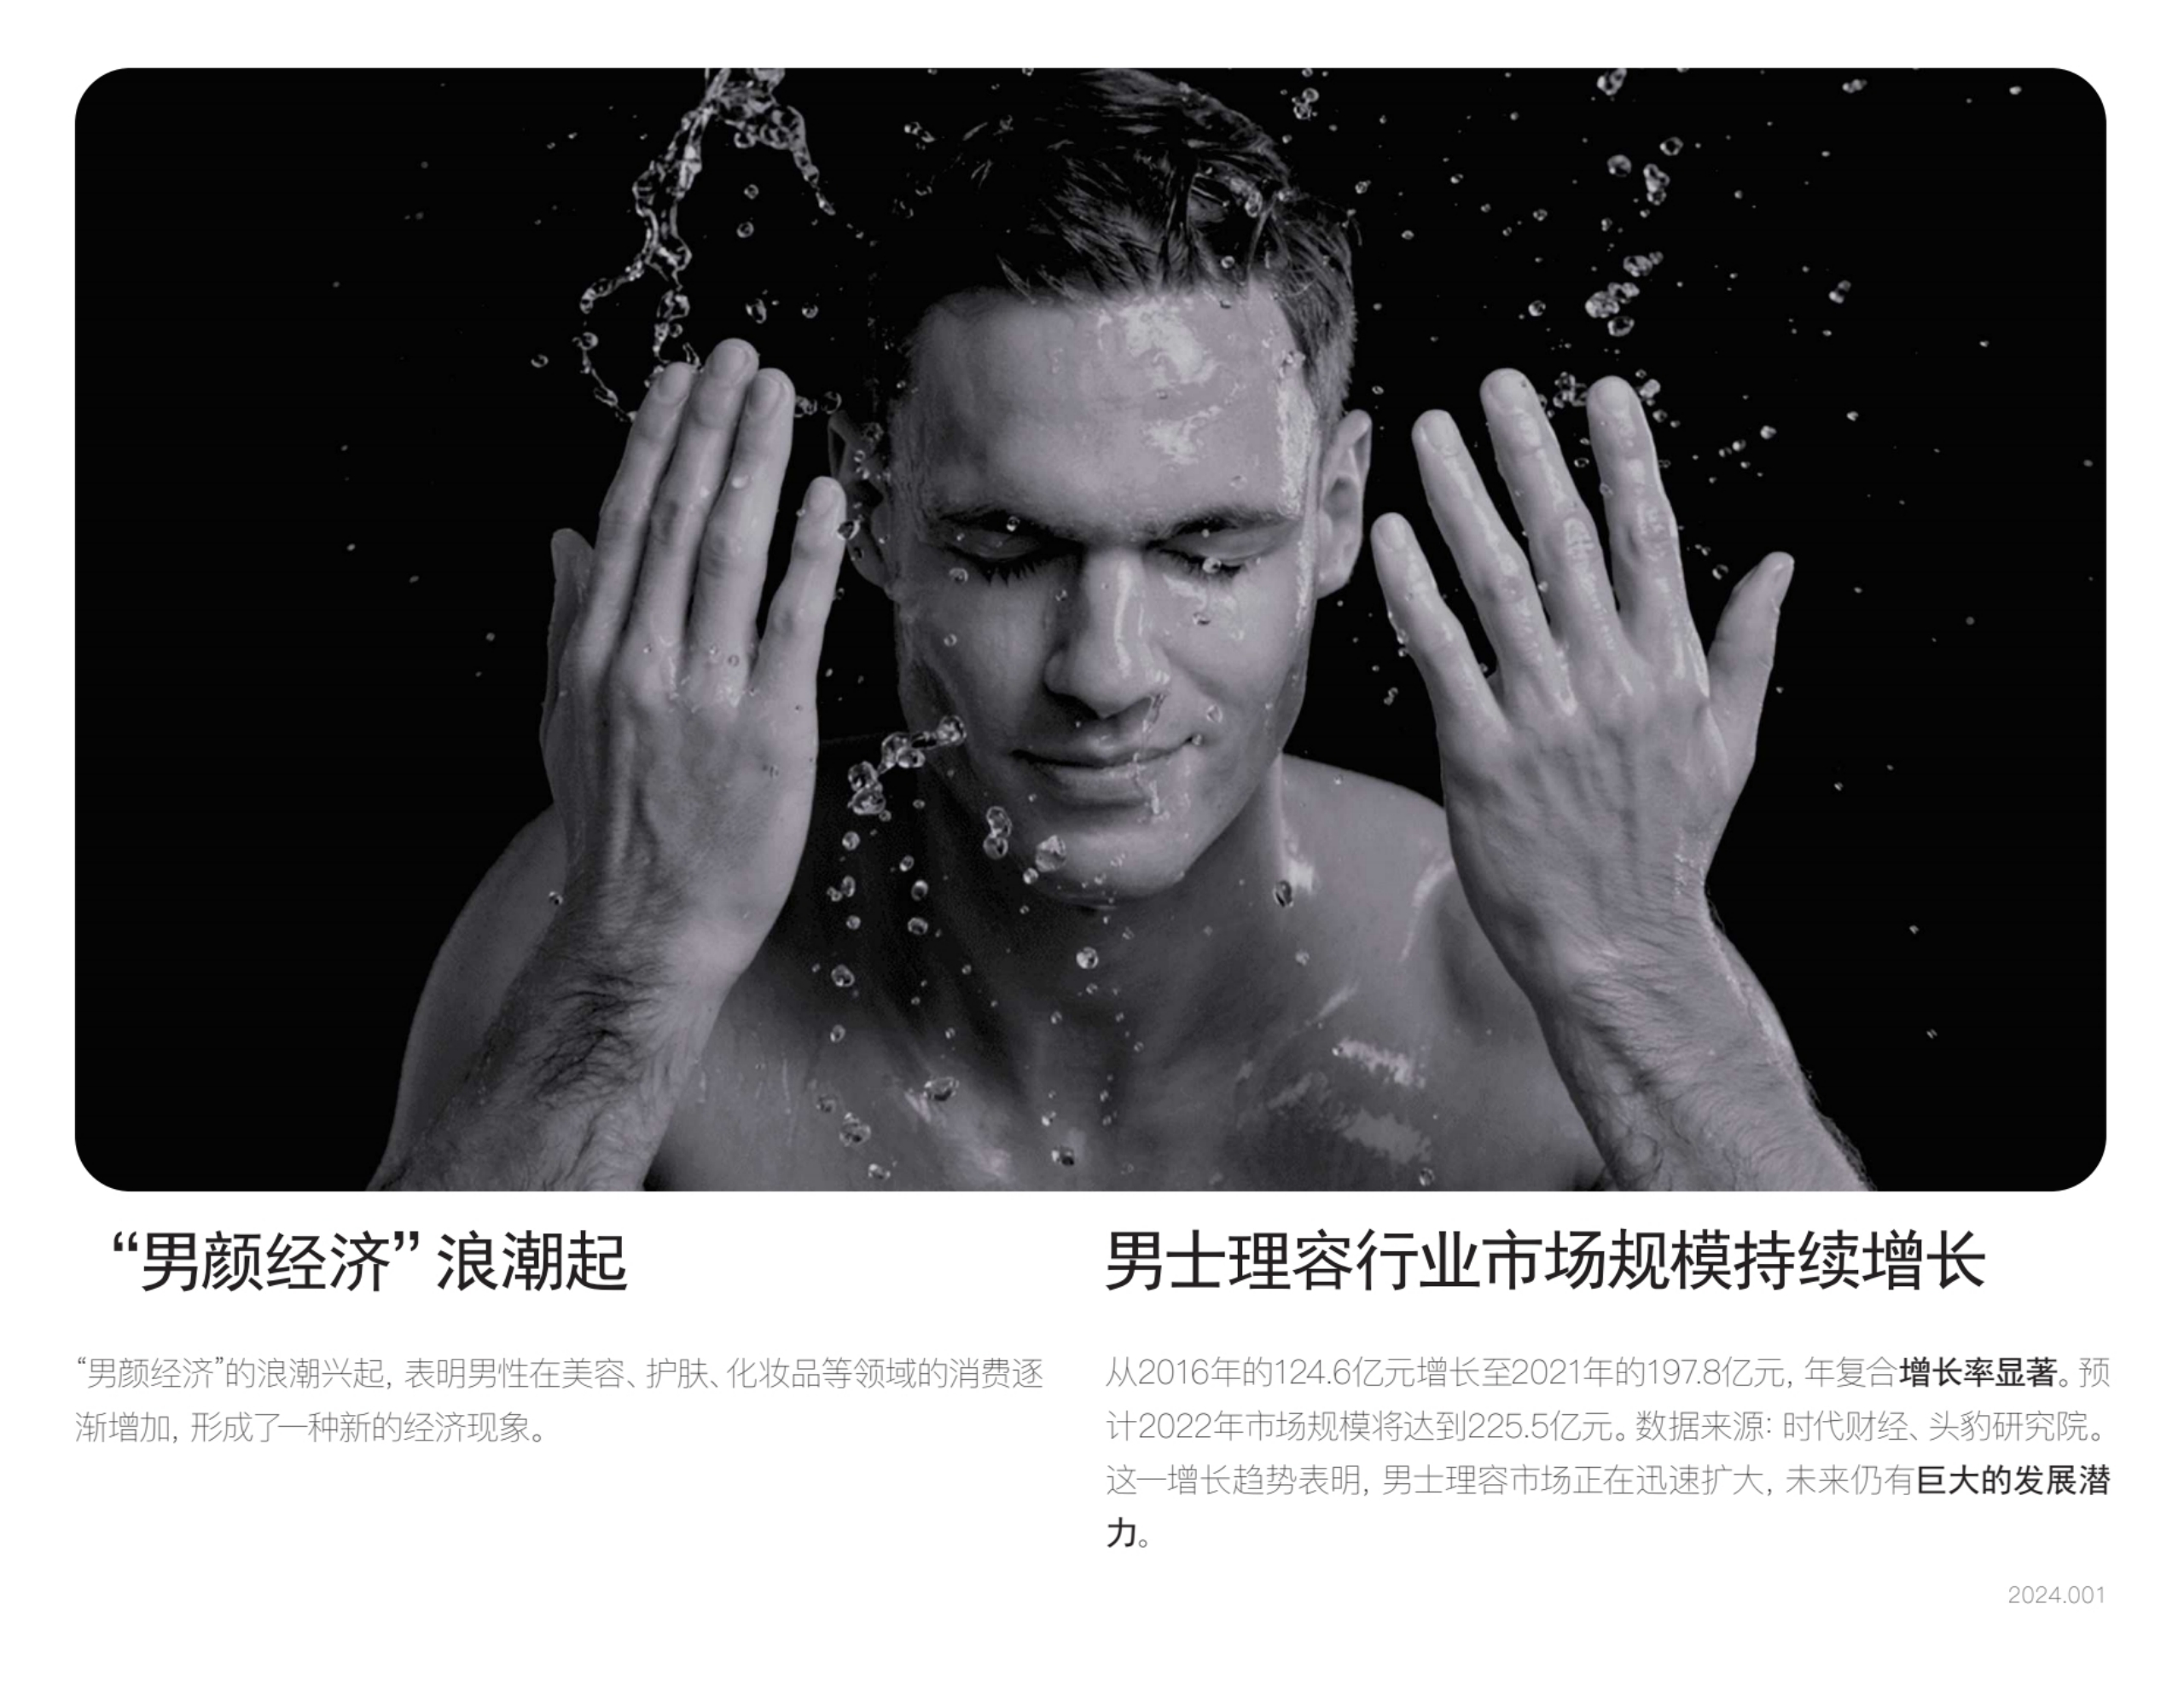 “男颜经济”浪潮起
“男颜经济”的浪潮兴起, 表明男性在美容、护肤、化妆品等领域的消费逐
渐增加, 形成了一种新的经济现象。
男士理容行业市场规模持续增长
从2016年的124.6亿元增长至2021年的197.8亿元, 年复合增长率显著。预
计2022年市场规模将达到225.5亿元。数据来源: 时代财经、头豹研究院。
这一增长趋势表明, 男士理容市场正在迅速扩大, 未来仍有巨大的发展潜
力。
2024.001